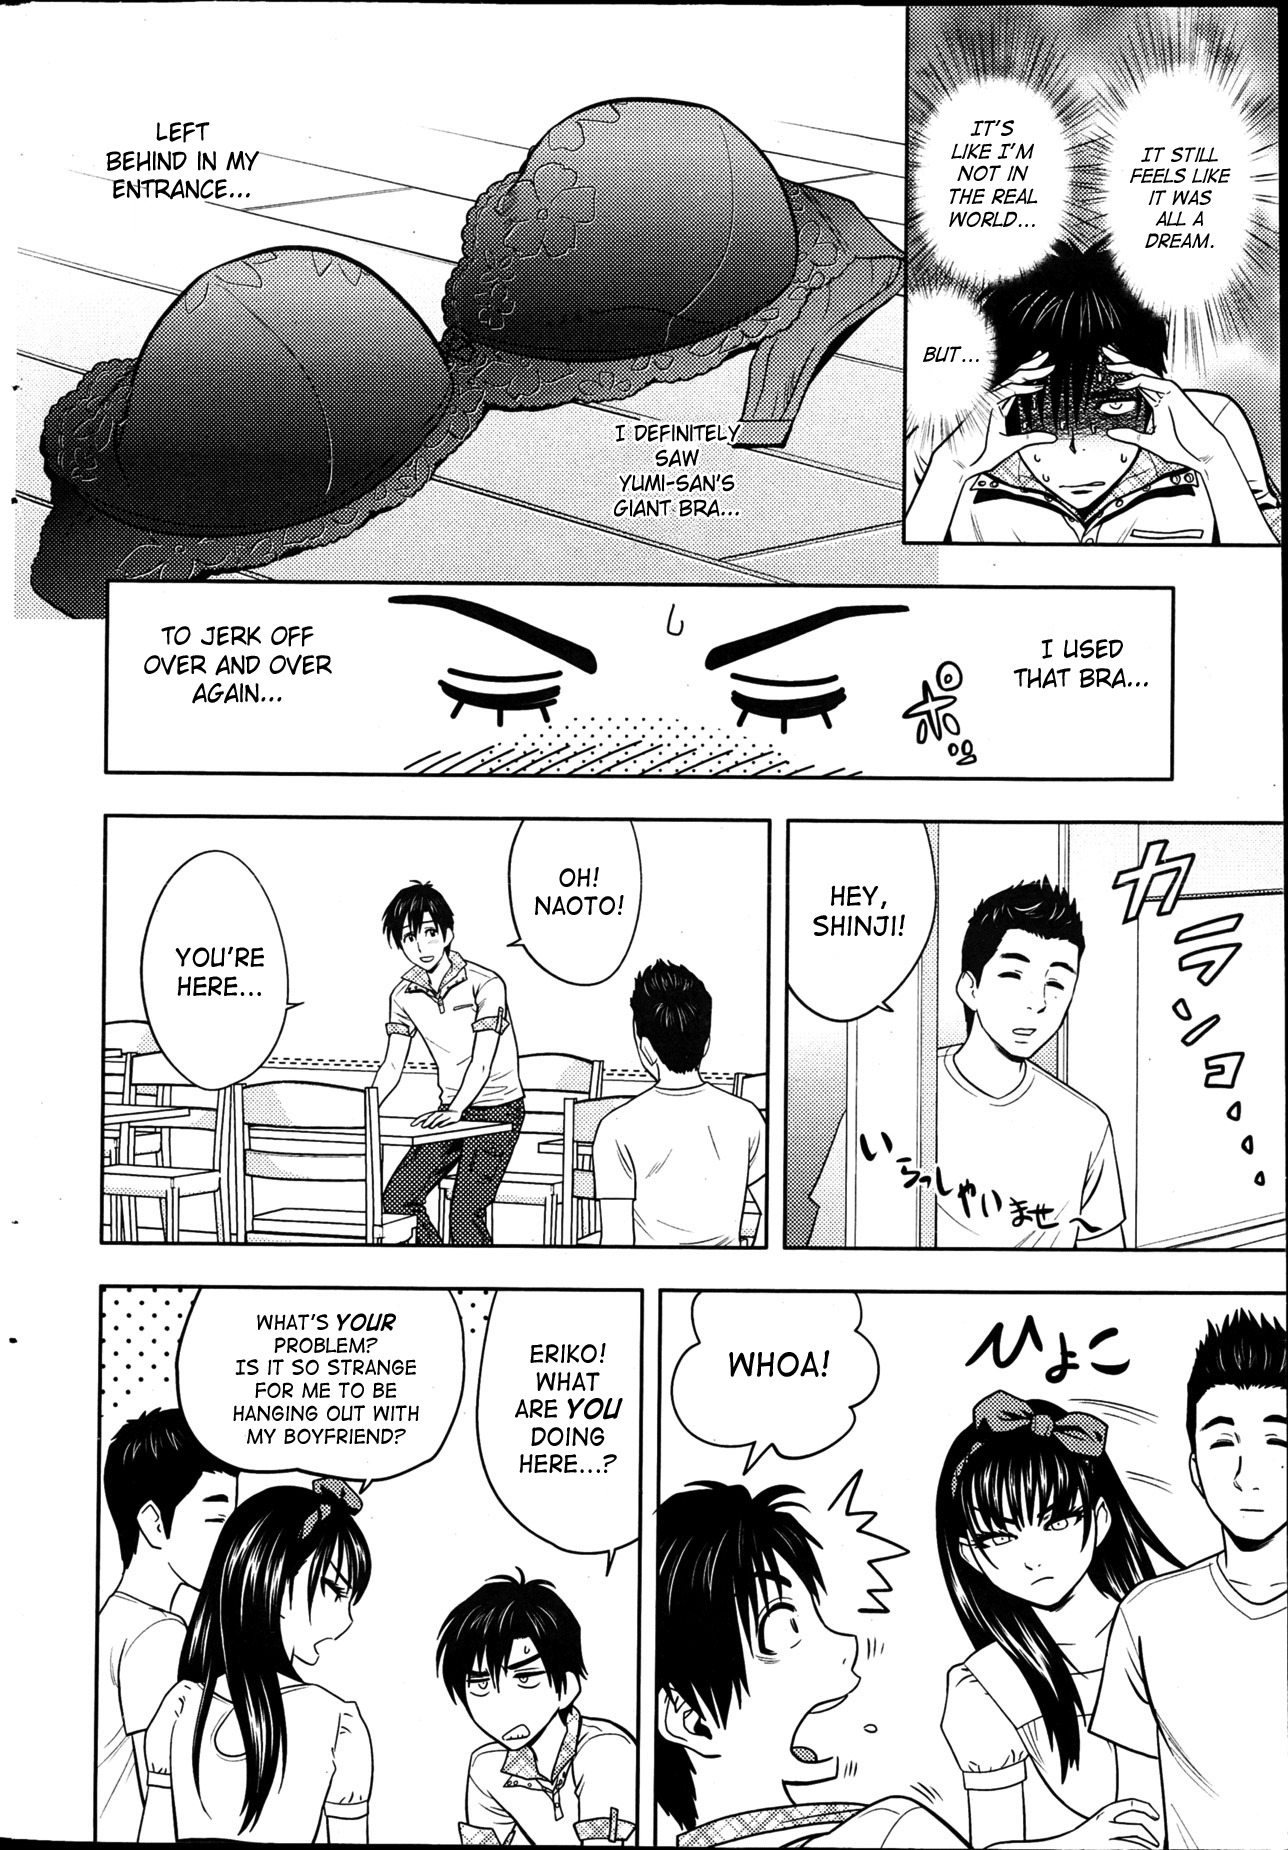 IT STILL
FEELS LIKE
IT WAS
ALL A
DREAM.
IT'S
LIKE I'M
NOT IN
THE REAL
WORLD...
BUT...
LEFT
BEHIND IN MY
ENTRANCE...
I DEFINITELY
SAW
YUMI-SAN'S
GIANT BRA...
I USED
THAT BRA...
ポッ
TO JERK OFF
OVER AND OVER
AGAIN...
カランコロ...
HEY,
SHINJI!
いらっしゃいませ〜
OH!
NAOTO!
YOU'RE
HERE...
ひょこ
WHOA!
ERIKO!
WHAT
ARE YOU
DOING
HERE...?
WHAT'S YOUR
PROBLEM?
IS IT SO STRANGE
FOR ME TO BE
HANGING OUT WITH
MY BOYFRIEND?